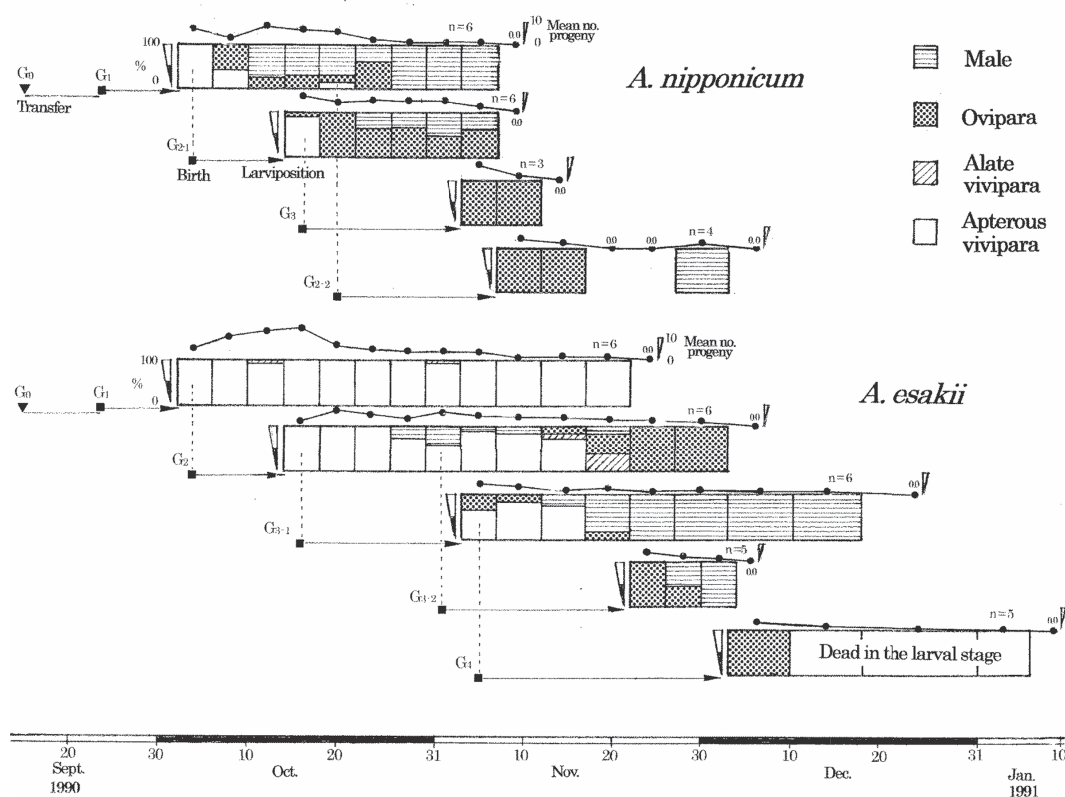 n=6
10
0.0
0
Mean no.
progeny
100
%
0
G0
G1
Transfer
A. nipponicum
Male
Ovipara
Alate
vivipara
Apterous
vivipara
n=6
0.0
G2-1
Birth
Larviposition
n=3
0.0
G3
n=4
0.0
0.0
0.0
G2-2
n=6
10
0.0
0
Mean no.
progeny
100
%
0
G0
G1
A. esakii
n=6
0.0
G2
n=6
0.0
G3-1
n=5
0.0
G3-2
n=5
0.0
G4
Dead in the larval stage
20
30
10
20
31
10
20
30
10
20
31
10
Sept.
Oct.
Nov.
Dec.
Jan.
1990
1991